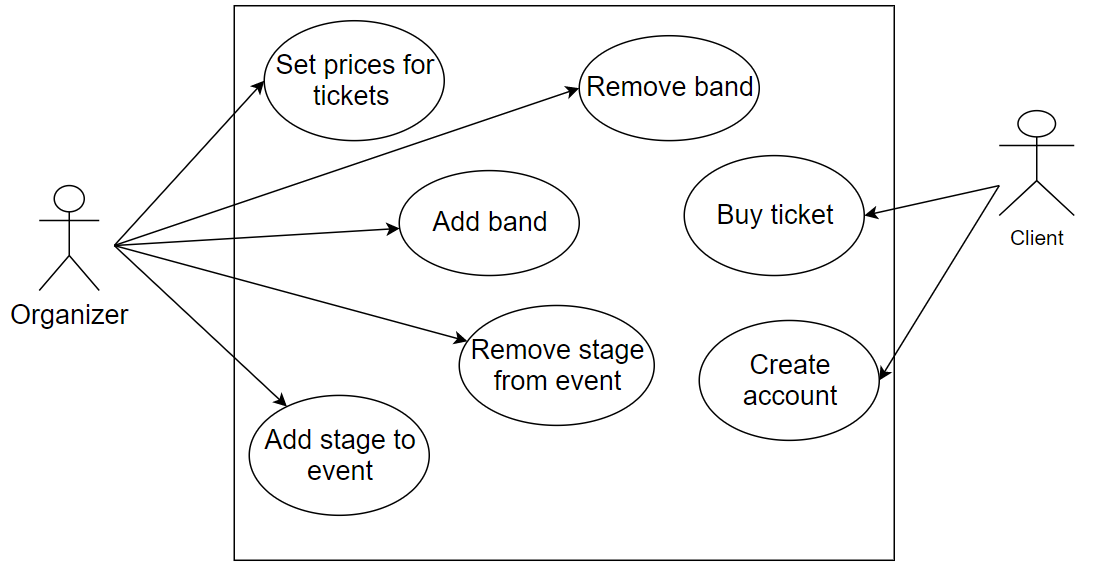 Set prices for
tickets
Remove band
Add band
Buy ticket
Client
Organizer
Remove stage
from event
Create
account
Add stage to
event